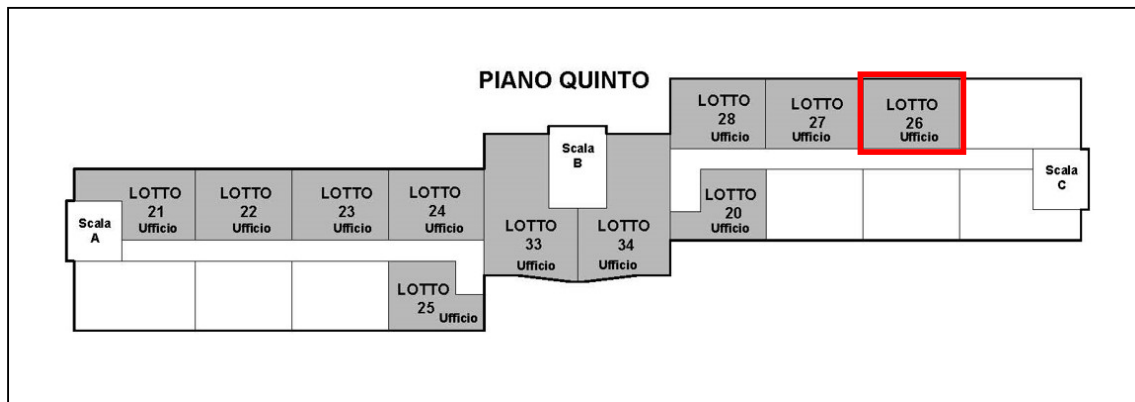 PIANO QUINTO
LOTTO
28
Ufficio
LOTTO
27
Ufficio
LOTTO
26
Ufficio
Scala
B
Scala
C
LOTTO
21
Ufficio
LOTTO
22
Ufficio
LOTTO
23
Ufficio
LOTTO
24
Ufficio
LOTTO
20
Ufficio
Scala
A
LOTTO
33
Ufficio
LOTTO
34
Ufficio
LOTTO
25
Ufficio